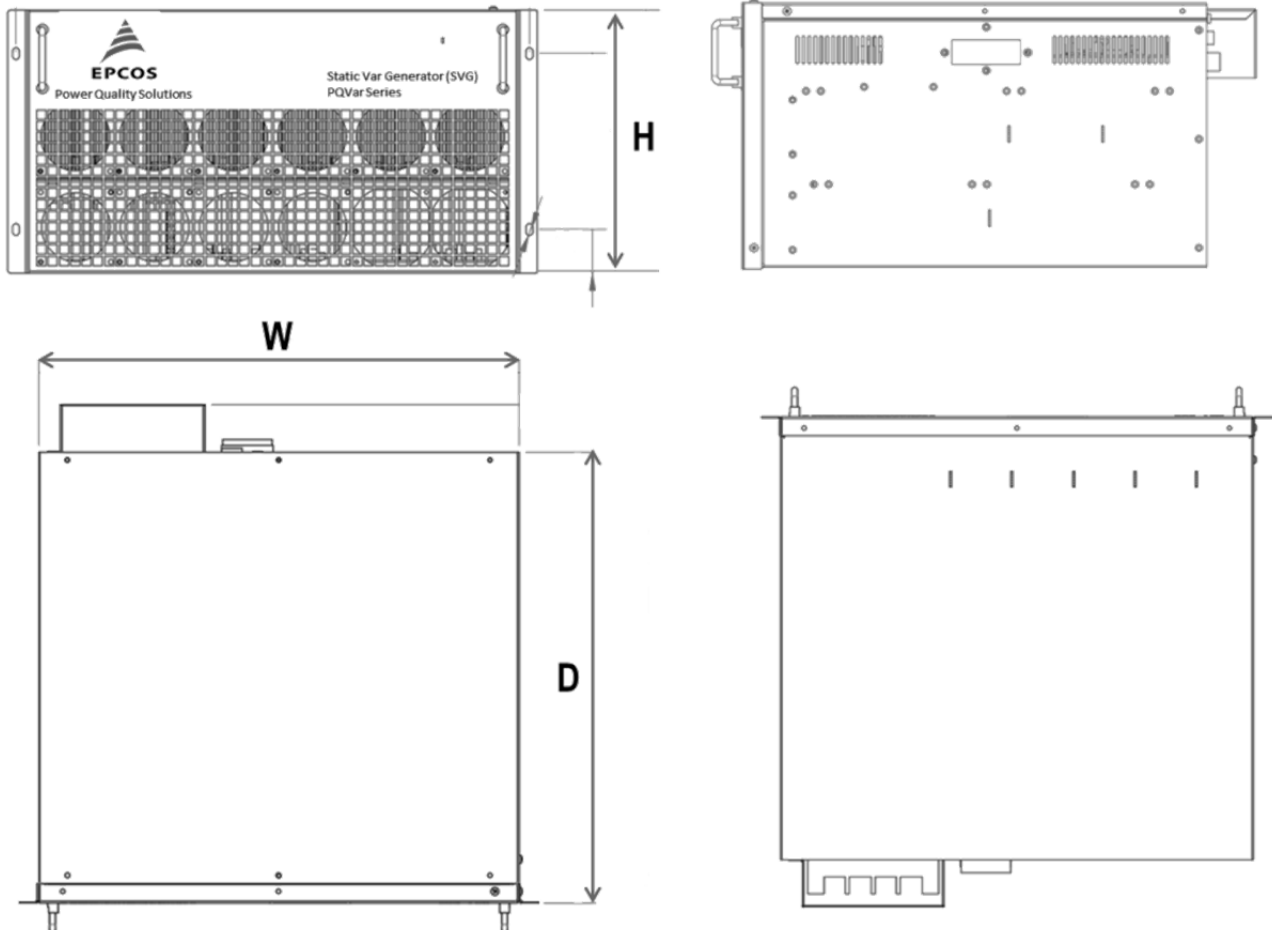 EPCOS
Power Quality Solutions
Static Var Generator (SVG)
PQVar Series
H
W
D